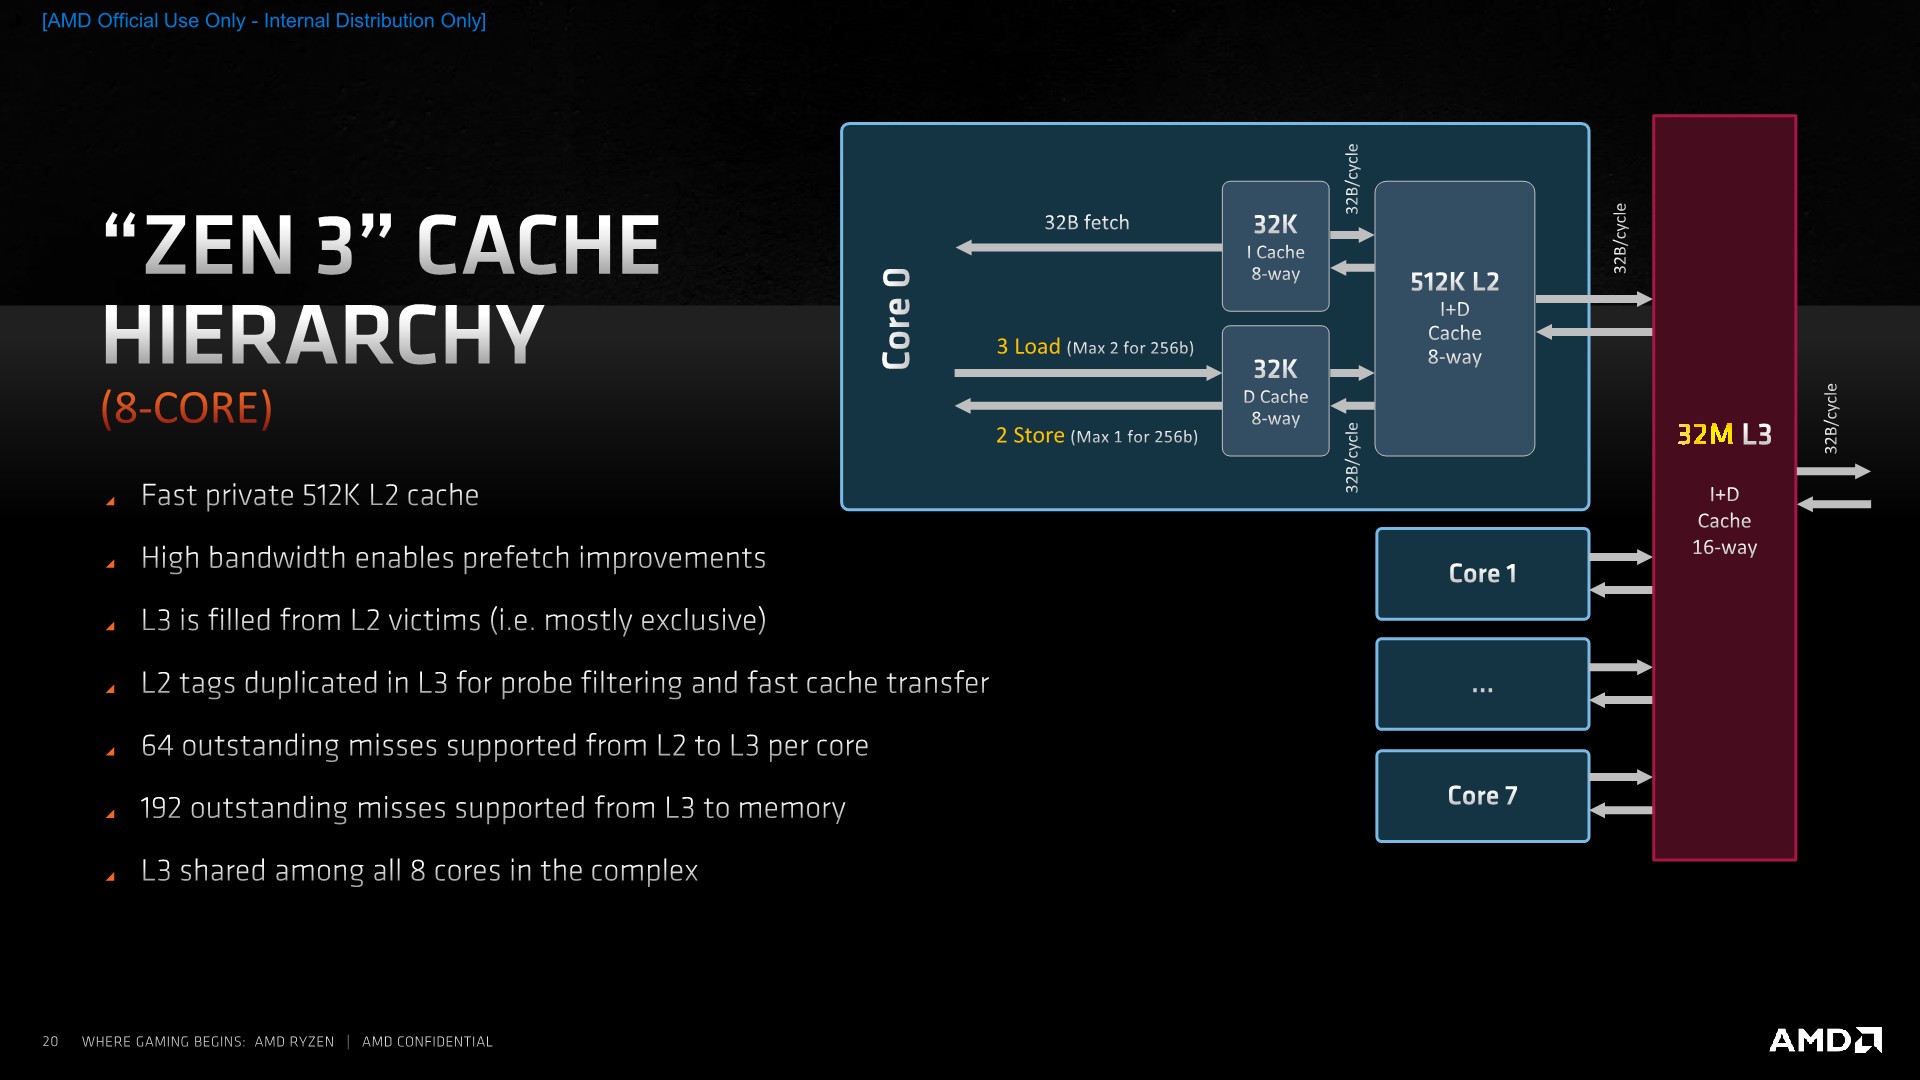 [AMD Official Use Only - Internal Distribution Only]
“ZEN 3” CACHE
HIERARCHY
(8-CORE)
Fast private 512K L2 cache
High bandwidth enables prefetch improvements
L3 is filled from L2 victims (i.e. mostly exclusive)
L2 tags duplicated in L3 for probe filtering and fast cache transfer
64 outstanding misses supported from L2 to L3 per core
192 outstanding misses supported from L3 to memory
L3 shared among all 8 cores in the complex
Core 0
32B fetch
32K
I Cache
8-way
32B/cycle
3 Load (Max 2 for 256b)
2 Store (Max 1 for 256b)
32K
D Cache
8-way
32B/cycle
512K L2
I+D
Cache
8-way
32B/cycle
32M L3
I+D
Cache
16-way
32B/cycle
Core 1
...
Core 7
20 WHERE GAMING BEGINS: AMD RYZEN | AMD CONFIDENTIAL
AMD